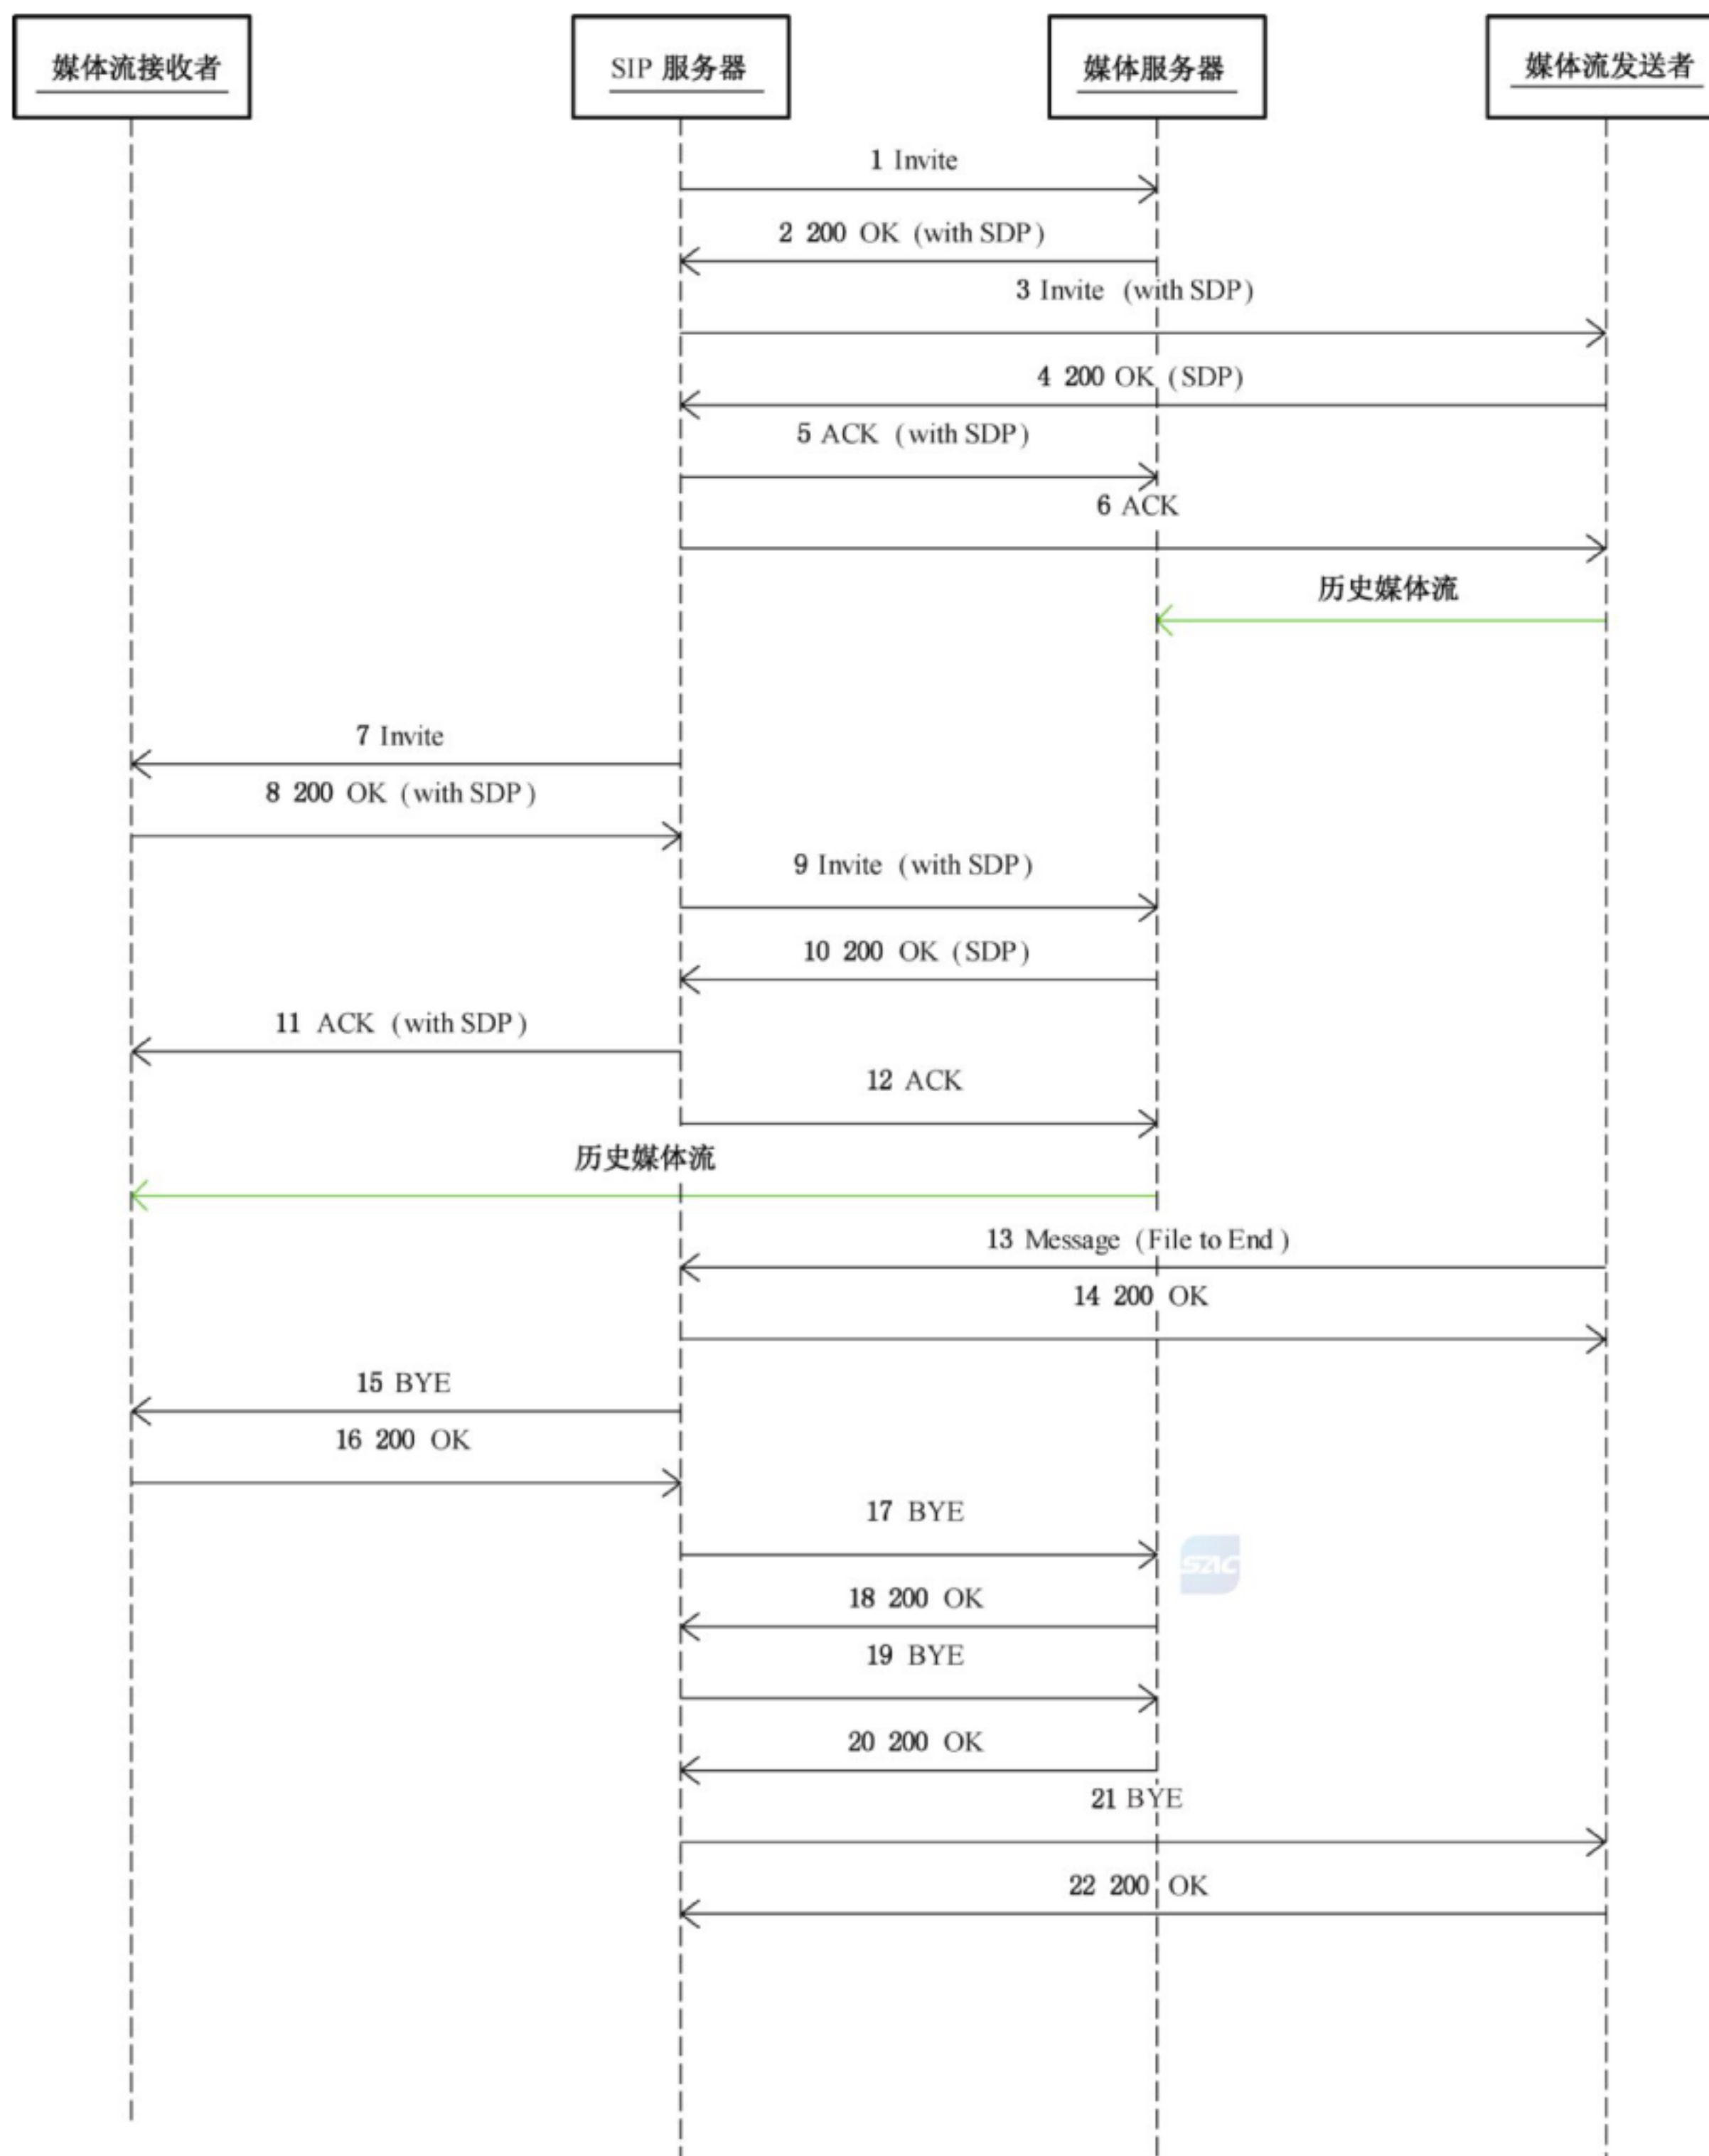 媒体流接收者
SIP 服务器
媒体服务器
媒体流发送者
1 Invite
2 200 OK (with SDP)
3 Invite (with SDP)
4 200 OK (SDP)
5 ACK (with SDP)
6 ACK
历史媒体流
7 Invite
8 200 OK (with SDP)
9 Invite (with SDP)
10 200 OK (SDP)
11 ACK (with SDP)
12 ACK
历史媒体流
13 Message (File to End)
14 200 OK
15 BYE
16 200 OK
17 BYE
SAC
18 200 OK
19 BYE
20 200 OK
21 BYE
22 200 OK